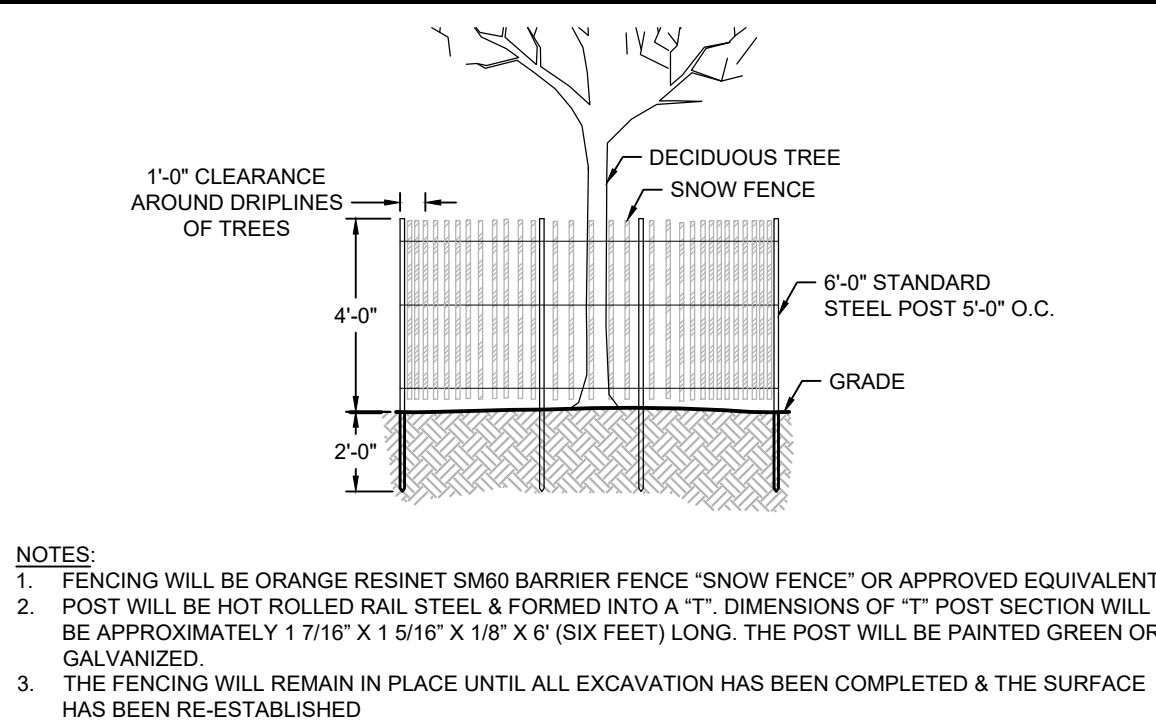 DECIDUOUS TREE
1'-0" CLEARANCE
AROUND DRIPLINES
OF TREES
SNOW FENCE
6'-0" STANDARD
STEEL POST 5'-0" O.C.
4'-0"
GRADE
2'-0"
NOTES:
1. FENCING WILL BE ORANGE RESINET SM60 BARRIER FENCE “SNOW FENCE” OR APPROVED EQUIVALENT
2. POST WILL BE HOT ROLLED RAIL STEEL & FORMED INTO A “T”. DIMENSIONS OF “T” POST SECTION WILL
BE APPROXIMATELY 1 7/16” X 1 5/16” X 1/8” X 6' (SIX FEET) LONG. THE POST WILL BE PAINTED GREEN OR
GALVANIZED.
3. THE FENCING WILL REMAIN IN PLACE UNTIL ALL EXCAVATION HAS BEEN COMPLETED & THE SURFACE
HAS BEEN RE-ESTABLISHED